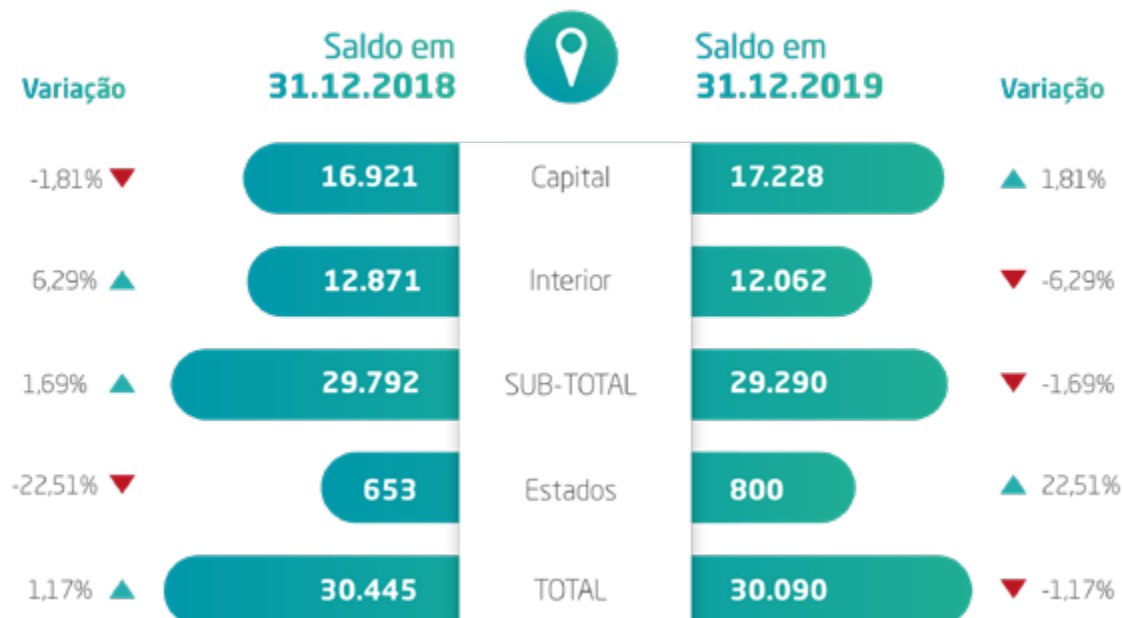 Saldo em
31.12.2018
Saldo em
31.12.2019
Variação
Variação
-1,81% 16.921 Capital 17.228 1,81%
6,29% 12.871 Interior 12.062 -6,29%
1,69% 29.792 SUB-TOTAL 29.290 -1,69%
-22,51% 653 Estados 800 22,51%
1,17% 30.445 TOTAL 30.090 -1,17%